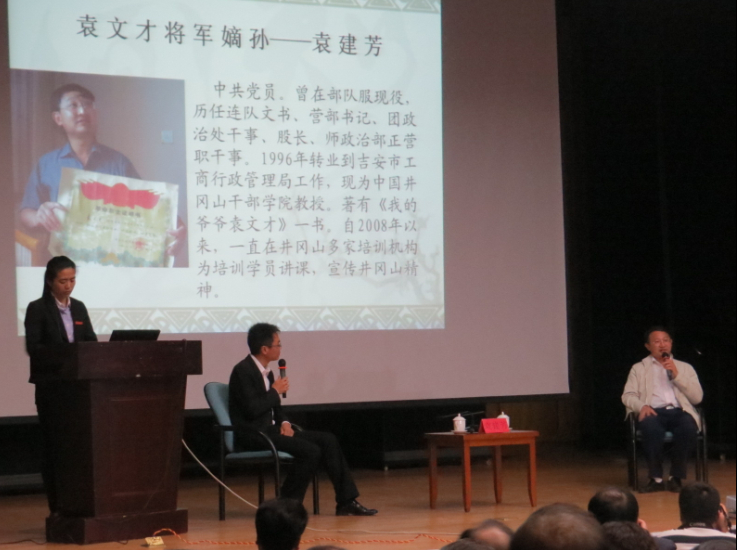 袁文才将军嫡孙——袁建芳
中共党员。曾在部队服现役，
历任连队文书、营部书记、团政
治处干事、股长、师政治部正营
职干事。1996年转业到吉安市工
商行政管理局工作，现为中国井
冈山干部学院教授。著有《我的
爷爷袁文才》一书。自2008年以
来，一直在井冈山多家培训机构
为培训学员讲课，宣传井冈山精
神。